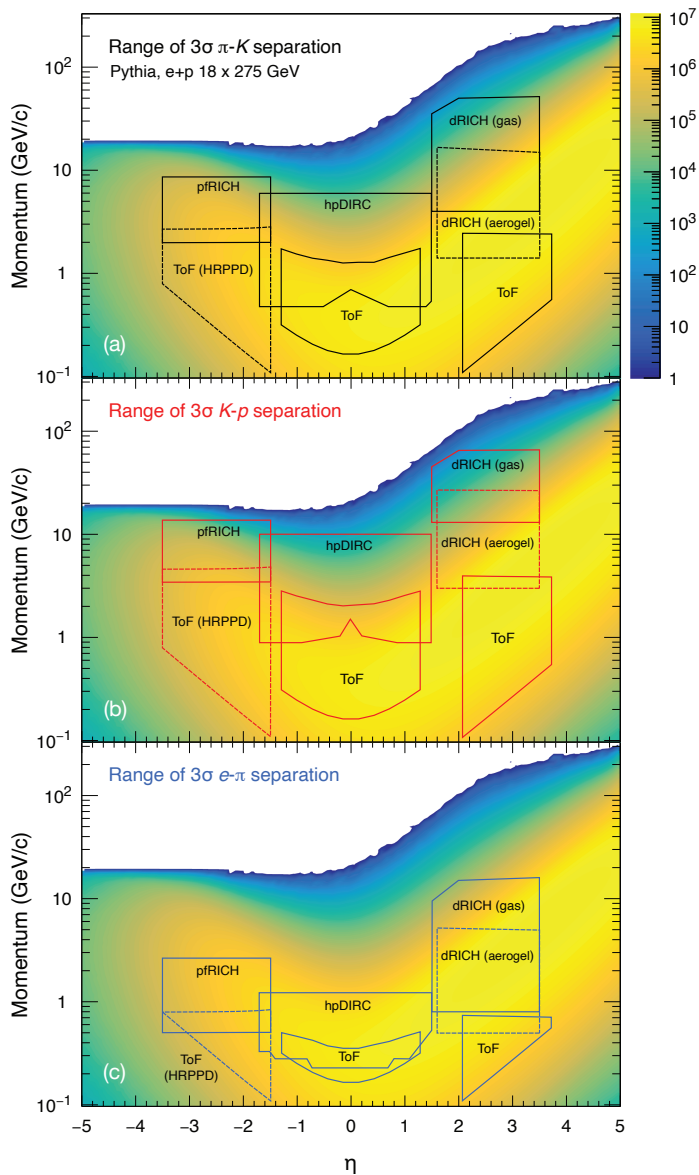 Range of 3σ π-K separation
Pythia, e+p 18 x 275 GeV
Momentum (GeV/c)
10²
10
1
10⁻¹
pfRICH
ToF (HRPPD)
hpDIRC
ToF
dRICH (gas)
dRICH (aerogel)
ToF
(a)
10⁷
10⁶
10⁵
10⁴
10³
10²
10
1
Range of 3σ K-p separation
Momentum (GeV/c)
10²
10
1
10⁻¹
pfRICH
ToF (HRPPD)
hpDIRC
ToF
dRICH (gas)
dRICH (aerogel)
ToF
(b)
Range of 3σ e-π separation
Momentum (GeV/c)
10²
10
1
10⁻¹
pfRICH
ToF
(HRPPD)
hpDIRC
ToF
dRICH (gas)
dRICH (aerogel)
ToF
(c)
−5 −4 −3 −2 −1 0 1 2 3 4 5
η